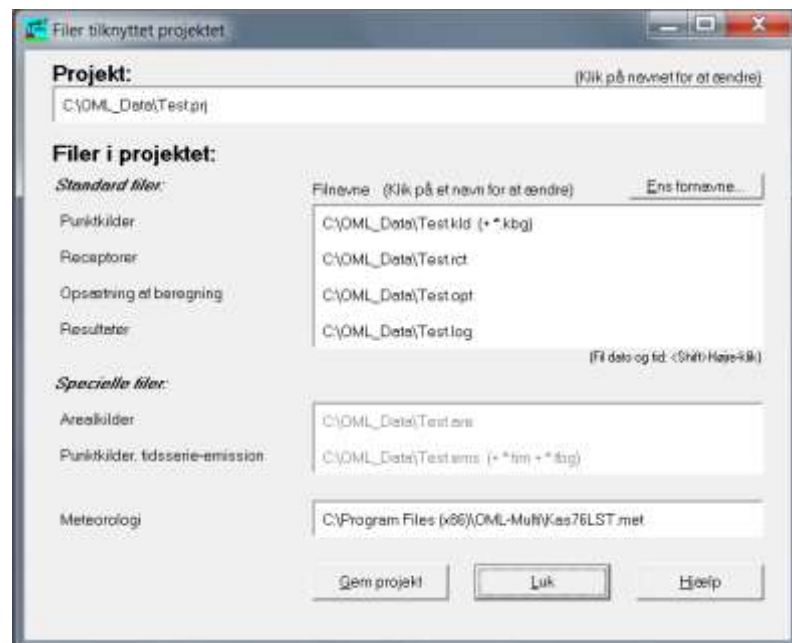 Filer tilknyttet projektet
Projekt:
(Klik på navnet for at ændre)
C:\OML_Data\Test.prj
Filer i projektet:
Standard filer:
Filnavne (Klik på et navn for at ændre)
Ens fornavne...
Punktkilder
C:\OML_Data\Test.kld (+ *.kbg)
Receptorer
C:\OML_Data\Test.rct
Opsætning af beregning
C:\OML_Data\Test.opt
Resultater
C:\OML_Data\Test.log
(Fil dato og tid: <Shift>Højre-klik)
Specielle filer:
Arealkilder
C:\OML_Data\Test.are
Punktkilder, tidsserie-emission
C:\OML_Data\Test.ems (+ *.tim + *.tbg)
Meteorologi
C:\Program Files (x86)\OML-Multi\Kas76LST.met
Gem projekt
Luk
Hjælp